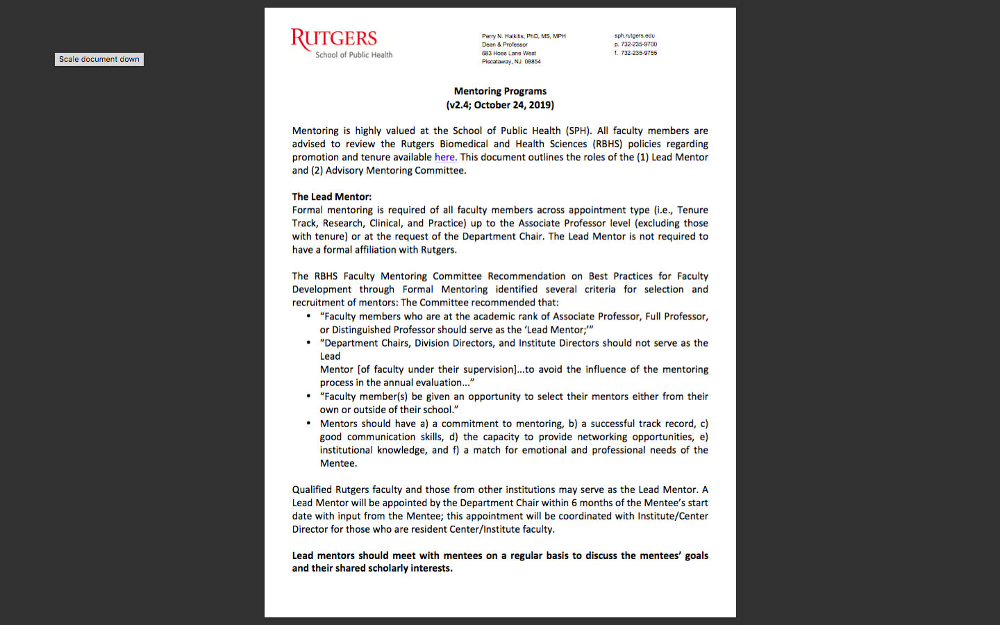 Scale document down
RUTGERS
School of Public Health
Perry N. Halkitis, PhD, MS, MPH
Dean & Professor
683 Hoes Lane West
Piscataway, NJ 08854
sph.rutgers.edu
p. 732-235-9700
f. 732-235-9755
Mentoring Programs
(v2.4; October 24, 2019)
Mentoring is highly valued at the School of Public Health (SPH). All faculty members are
advised to review the Rutgers Biomedical and Health Sciences (RBHS) policies regarding
promotion and tenure available here. This document outlines the roles of the (1) Lead Mentor
and (2) Advisory Mentoring Committee.
The Lead Mentor:
Formal mentoring is required of all faculty members across appointment type (i.e., Tenure
Track, Research, Clinical, and Practice) up to the Associate Professor level (excluding those
with tenure) or at the request of the Department Chair. The Lead Mentor is not required to
have a formal affiliation with Rutgers.
The RBHS Faculty Mentoring Committee Recommendation on Best Practices for Faculty
Development through Formal Mentoring identified several criteria for selection and
recruitment of mentors: The Committee recommended that:
• “Faculty members who are at the academic rank of Associate Professor, Full Professor,
or Distinguished Professor should serve as the ‘Lead Mentor;’”
• “Department Chairs, Division Directors, and Institute Directors should not serve as the
Lead
Mentor [of faculty under their supervision]…to avoid the influence of the mentoring
process in the annual evaluation…”
• “Faculty member(s) be given an opportunity to select their mentors either from their
own or outside of their school.”
• Mentors should have a) a commitment to mentoring, b) a successful track record, c)
good communication skills, d) the capacity to provide networking opportunities, e)
institutional knowledge, and f) a match for emotional and professional needs of the
Mentee.
Qualified Rutgers faculty and those from other institutions may serve as the Lead Mentor. A
Lead Mentor will be appointed by the Department Chair within 6 months of the Mentee’s start
date with input from the Mentee; this appointment will be coordinated with Institute/Center
Director for those who are resident Center/Institute faculty.
Lead mentors should meet with mentees on a regular basis to discuss the mentees’ goals
and their shared scholarly interests.